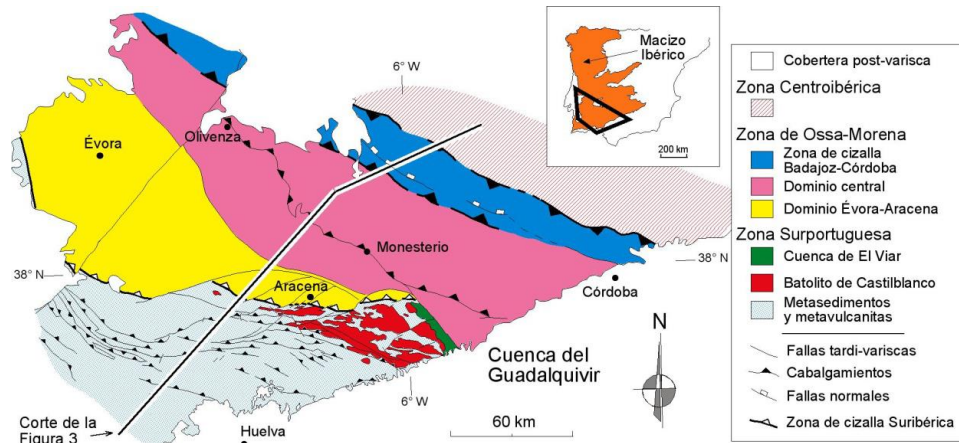 6° W
Macizo
Ibérico
200 km
Évora
Olivenza
Monesterio
38° N
38° N
Aracena
Córdoba
Cuenca del
Guadalquivir
N
6° W
60 km
Corte de la
Figura 3
Huelva
Cobertera post-varisca
Zona Centroibérica
Zona de Ossa-Morena
Zona de cizalla
Badajoz-Córdoba
Dominio central
Dominio Évora-Aracena
Zona Surportuguesa
Cuenca de El Viar
Batolito de Castilblanco
Metasedimentos
y metavulcanitas
Fallas tardi-variscas
Cabalgamientos
Fallas normales
Zona de cizalla Suribérica